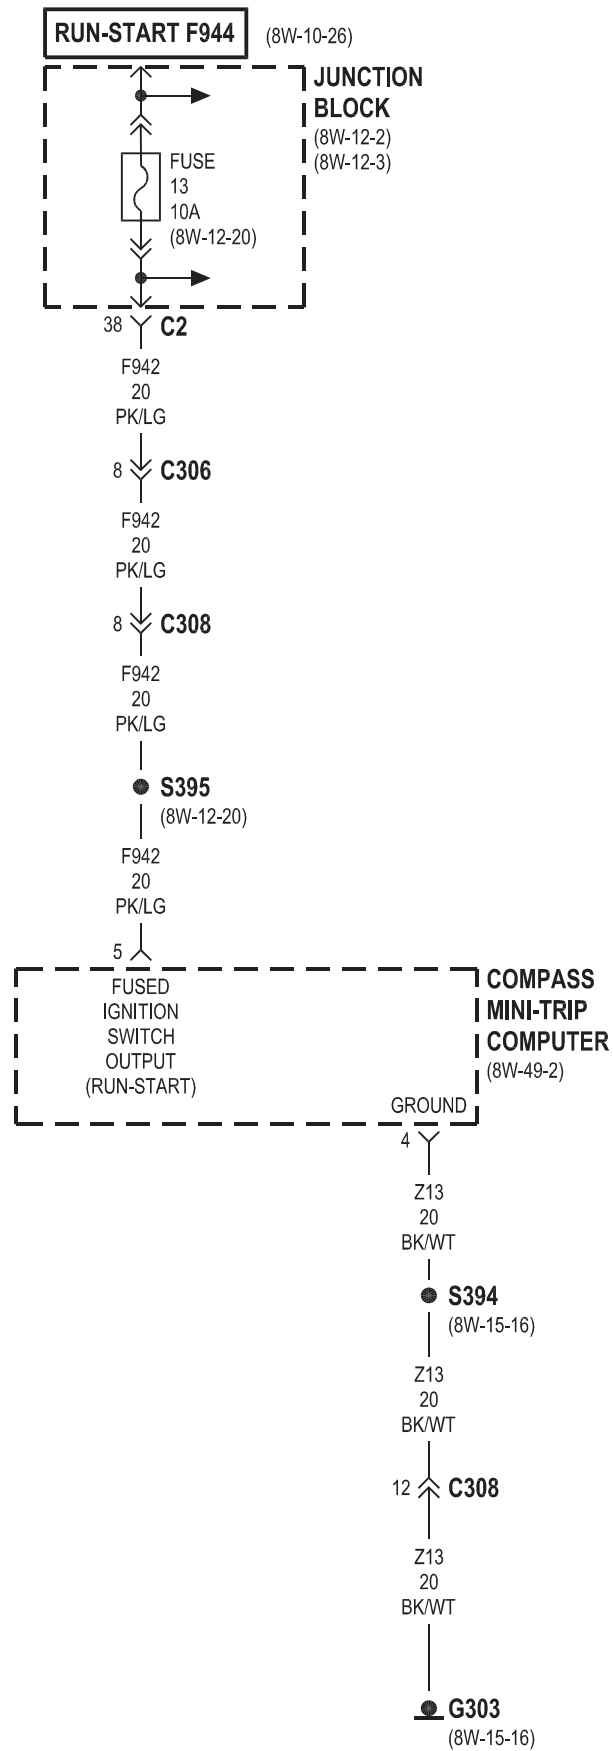 RUN-START F944 (8W-10-26)
JUNCTION
BLOCK
(8W-12-2)
(8W-12-3)
FUSE
13
10A
(8W-12-20)
38 C2
F942
20
PK/LG
8 C306
F942
20
PK/LG
8 C308
F942
20
PK/LG
S395
(8W-12-20)
F942
20
PK/LG
5
FUSED
IGNITION
SWITCH
OUTPUT
(RUN-START)
COMPASS
MINI-TRIP
COMPUTER
(8W-49-2)
GROUND
4
Z13
20
BK/WT
S394
(8W-15-16)
Z13
20
BK/WT
12 C308
Z13
20
BK/WT
G303
(8W-15-16)